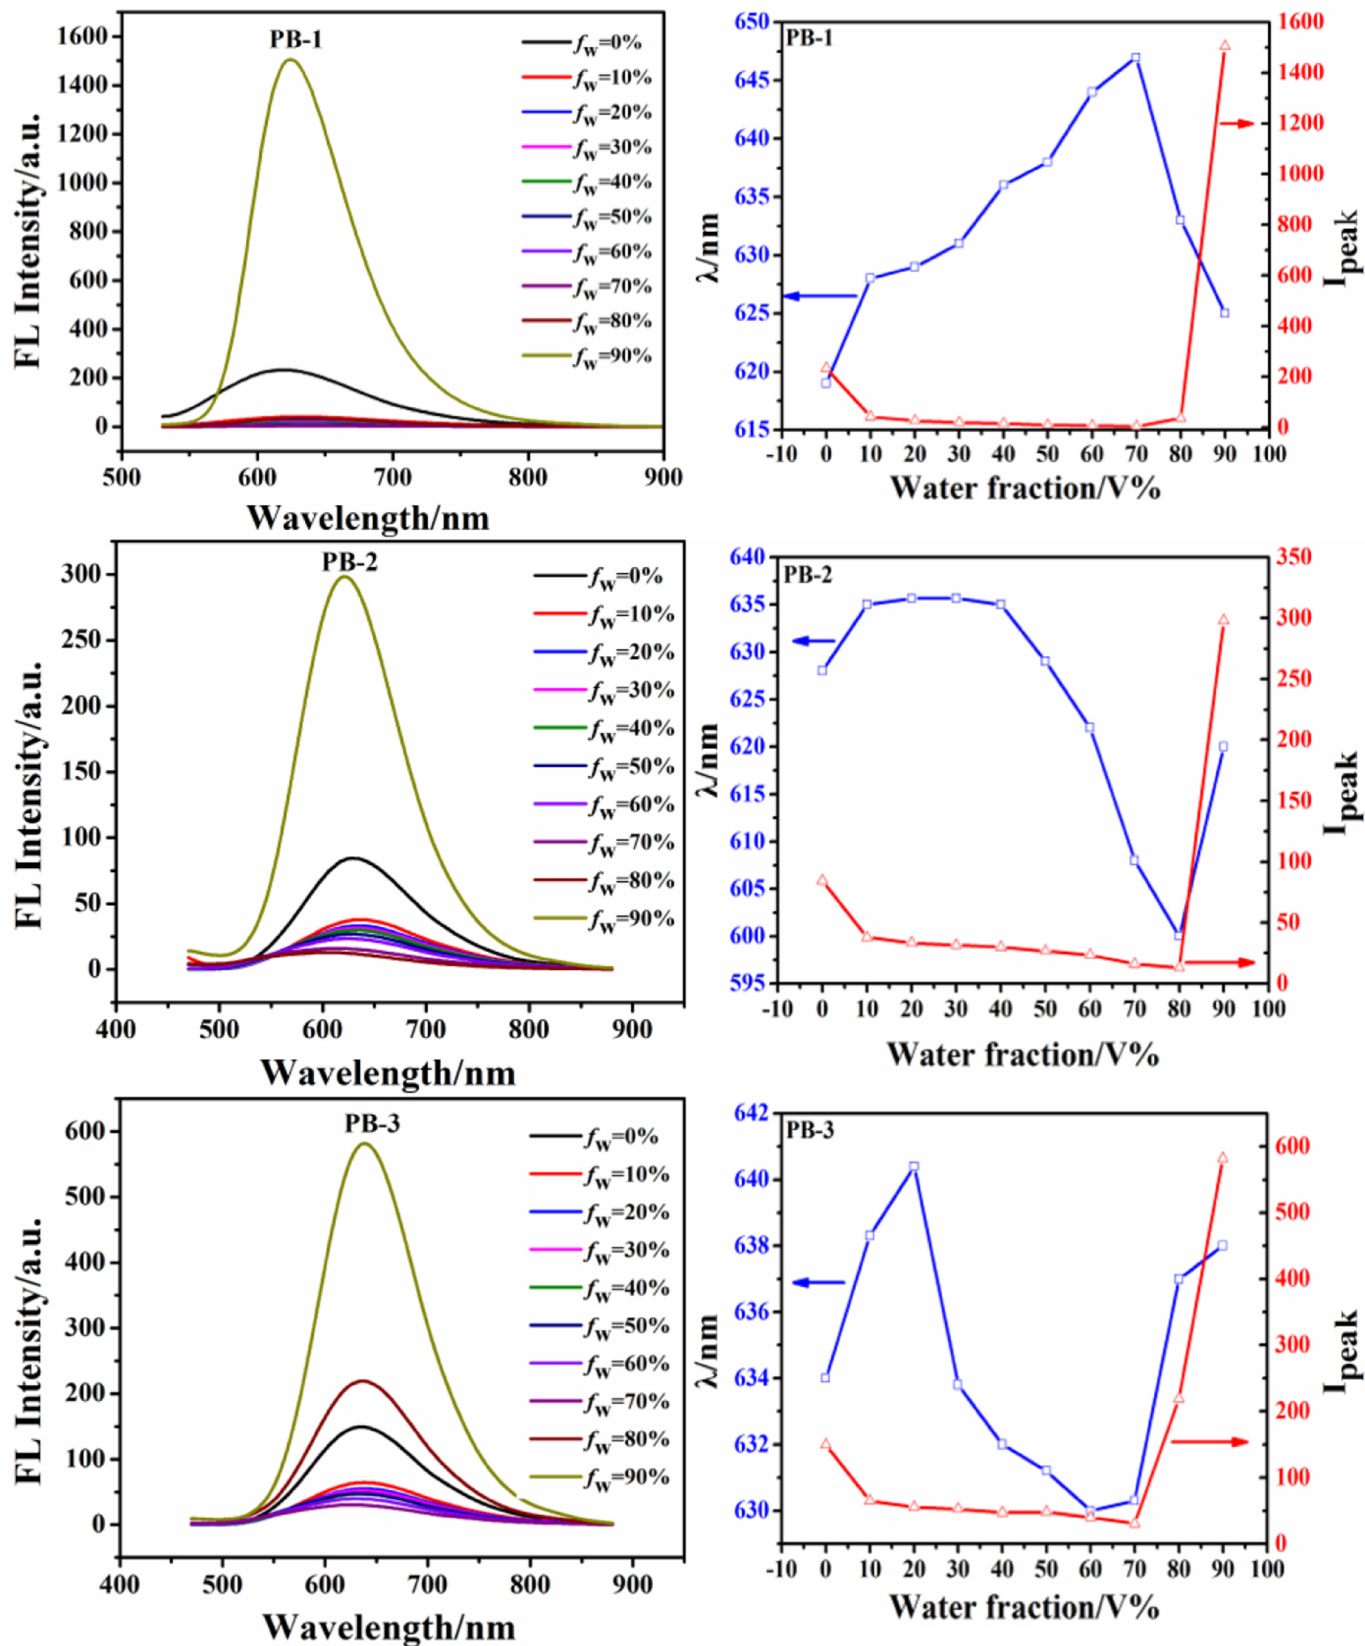 PB-1
1600
1400
1200
1000
800
600
400
200
0
FL Intensity/a.u.
fw=0%
fw=10%
fw=20%
fw=30%
fw=40%
fw=50%
fw=60%
fw=70%
fw=80%
fw=90%
500 600 700 800 900
Wavelength/nm
PB-1
650
645
640
635
630
625
620
615
λ/nm
1600
1400
1200
1000
800
600
400
200
0
Ipeak
-10 0 10 20 30 40 50 60 70 80 90 100
Water fraction/V%
PB-2
300
250
200
150
100
50
0
FL Intensity/a.u.
fw=0%
fw=10%
fw=20%
fw=30%
fw=40%
fw=50%
fw=60%
fw=70%
fw=80%
fw=90%
400 500 600 700 800 900
Wavelength/nm
PB-2
640
635
630
625
620
615
610
605
600
595
λ/nm
350
300
250
200
150
100
50
0
Ipeak
-10 0 10 20 30 40 50 60 70 80 90 100
Water fraction/V%
PB-3
600
500
400
300
200
100
0
FL Intensity/a.u.
fw=0%
fw=10%
fw=20%
fw=30%
fw=40%
fw=50%
fw=60%
fw=70%
fw=80%
fw=90%
400 500 600 700 800 900
Wavelength/nm
PB-3
642
640
638
636
634
632
630
λ/nm
600
500
400
300
200
100
0
Ipeak
-10 0 10 20 30 40 50 60 70 80 90 100
Water fraction/V%